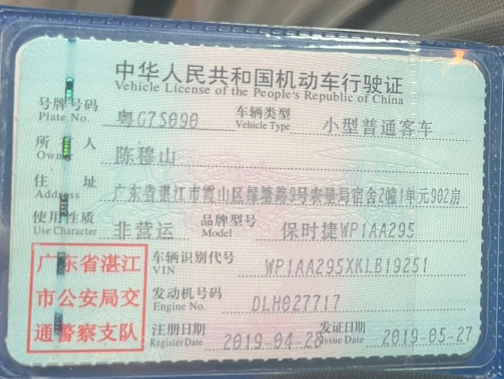 中华人民共和国机动车行驶证
Vehicle License of the People's Republic of China
号牌号码 粤G7S090 车辆类型 小型普通客车
Plate No. Vehicle Type
所有人 陈穆山
Owner
住址 广东省湛江市霞山区绿塘路9号农垦局宿舍2幢1单元902房
Address
使用性质 非营运 品牌型号 保时捷WP1AA295
Use Character Model
广东省湛江 车辆识别代号 WP1AA295XKLB19251
VIN
市公安局交 发动机号码 DLH027717
Engine No.
通警察支队 注册日期 2019-04-28 发证日期 2019-05-27
Register Date Issue Date